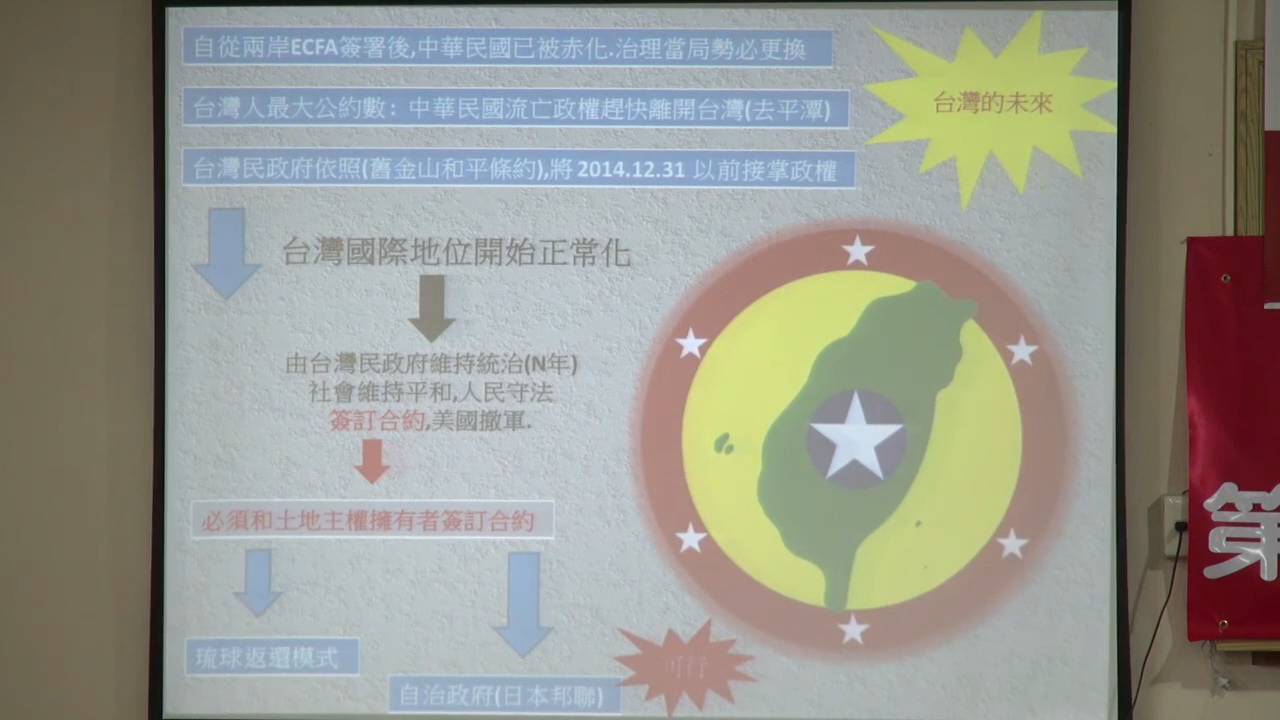 自從兩岸ECFA簽署後,中華民國已被赤化.治理當局勢必更換
台灣的未來
台灣人最大公約數: 中華民國流亡政權趕快離開台灣(去平潭)
台灣民政府依照(舊金山和平條約),將 2014.12.31 以前接掌政權
台灣國際地位開始正常化
由台灣民政府維持統治(N年)
社會維持平和,人民守法
簽訂合約,美國撤軍.
必須和土地主權擁有者簽訂合約
琉球返還模式
可行
自治政府(日本邦聯)
第